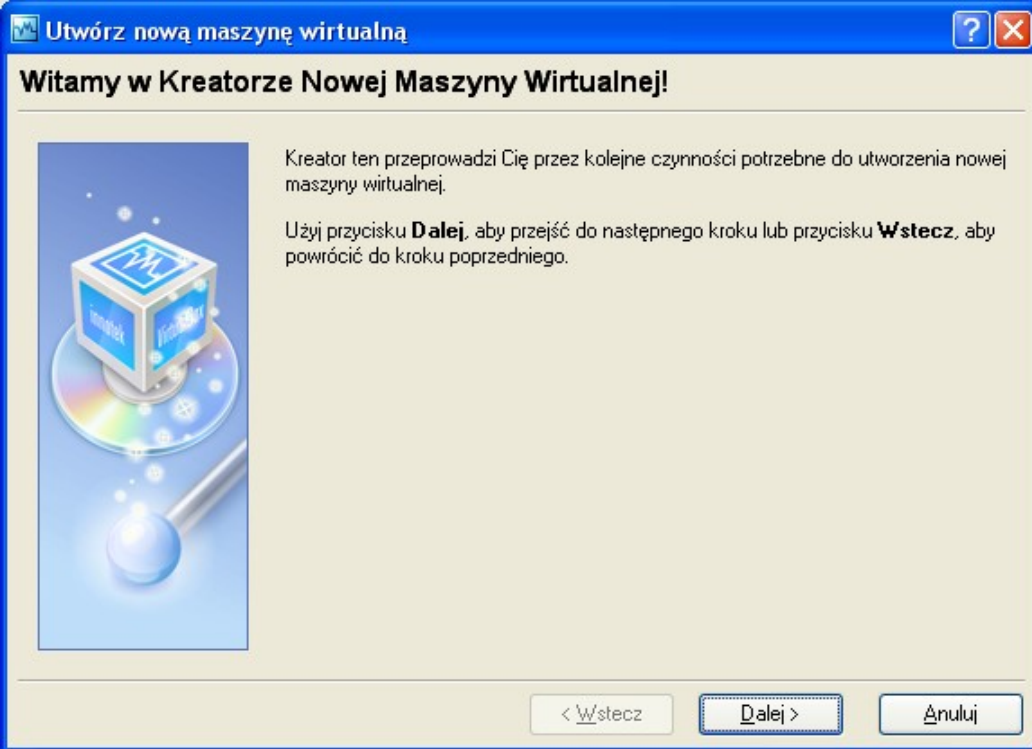 Utwórz nową maszynę wirtualną
Witamy w Kreatorze Nowej Maszyny Wirtualnej!
Kreator ten przeprowadzi Cię przez kolejne czynności potrzebne do utworzenia nowej
maszyny wirtualnej.
Użyj przycisku Dalej, aby przejść do następnego kroku lub przycisku Wstecz, aby
powrócić do kroku poprzedniego.
innotek
VirtualBox
< Wstecz
Dalej >
Anuluj